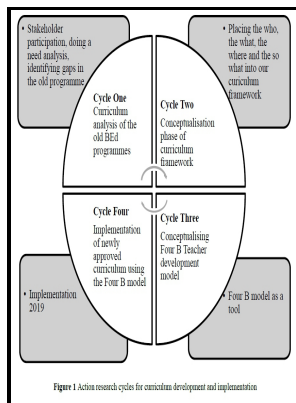 • Stakeholder
participation, doing a
need analysis,
identifying gaps in
the old programme
• Placing the who,
the what, the
where and the so
what into our
curiculum
framework
Cycle One
Curriculum
analysis of the
old BEd
programmes
Cycle Two
Conceptualisation
phase of
curriculum
framework
Cycle Four
Implementation
of newly
approved
curriculum using
the Four B model
Cycle Three
Conceptualising
Four B Teacher
development
model
• Implementation
2019
• Four B model as a
tool
Figure 1 Action research cycles for curriculum development and implementation